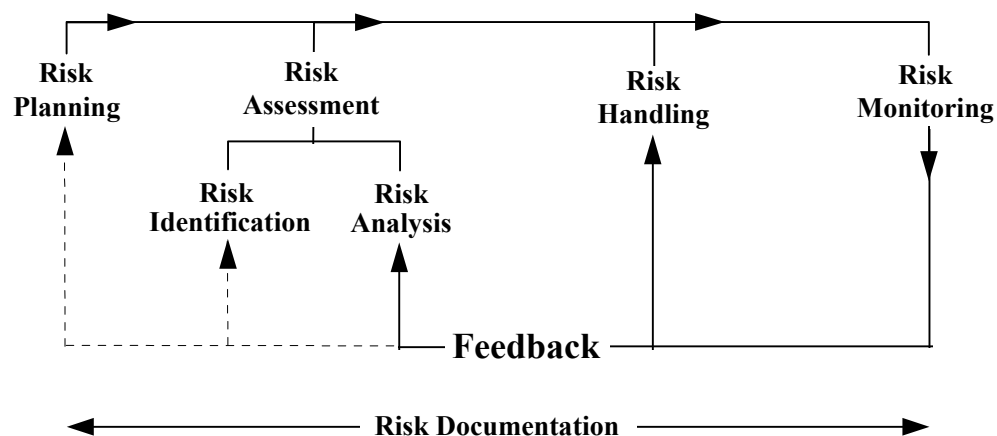 Risk
Planning
Risk
Assessment
Risk
Handling
Risk
Monitoring
Risk
Identification
Risk
Analysis
Feedback
Risk Documentation